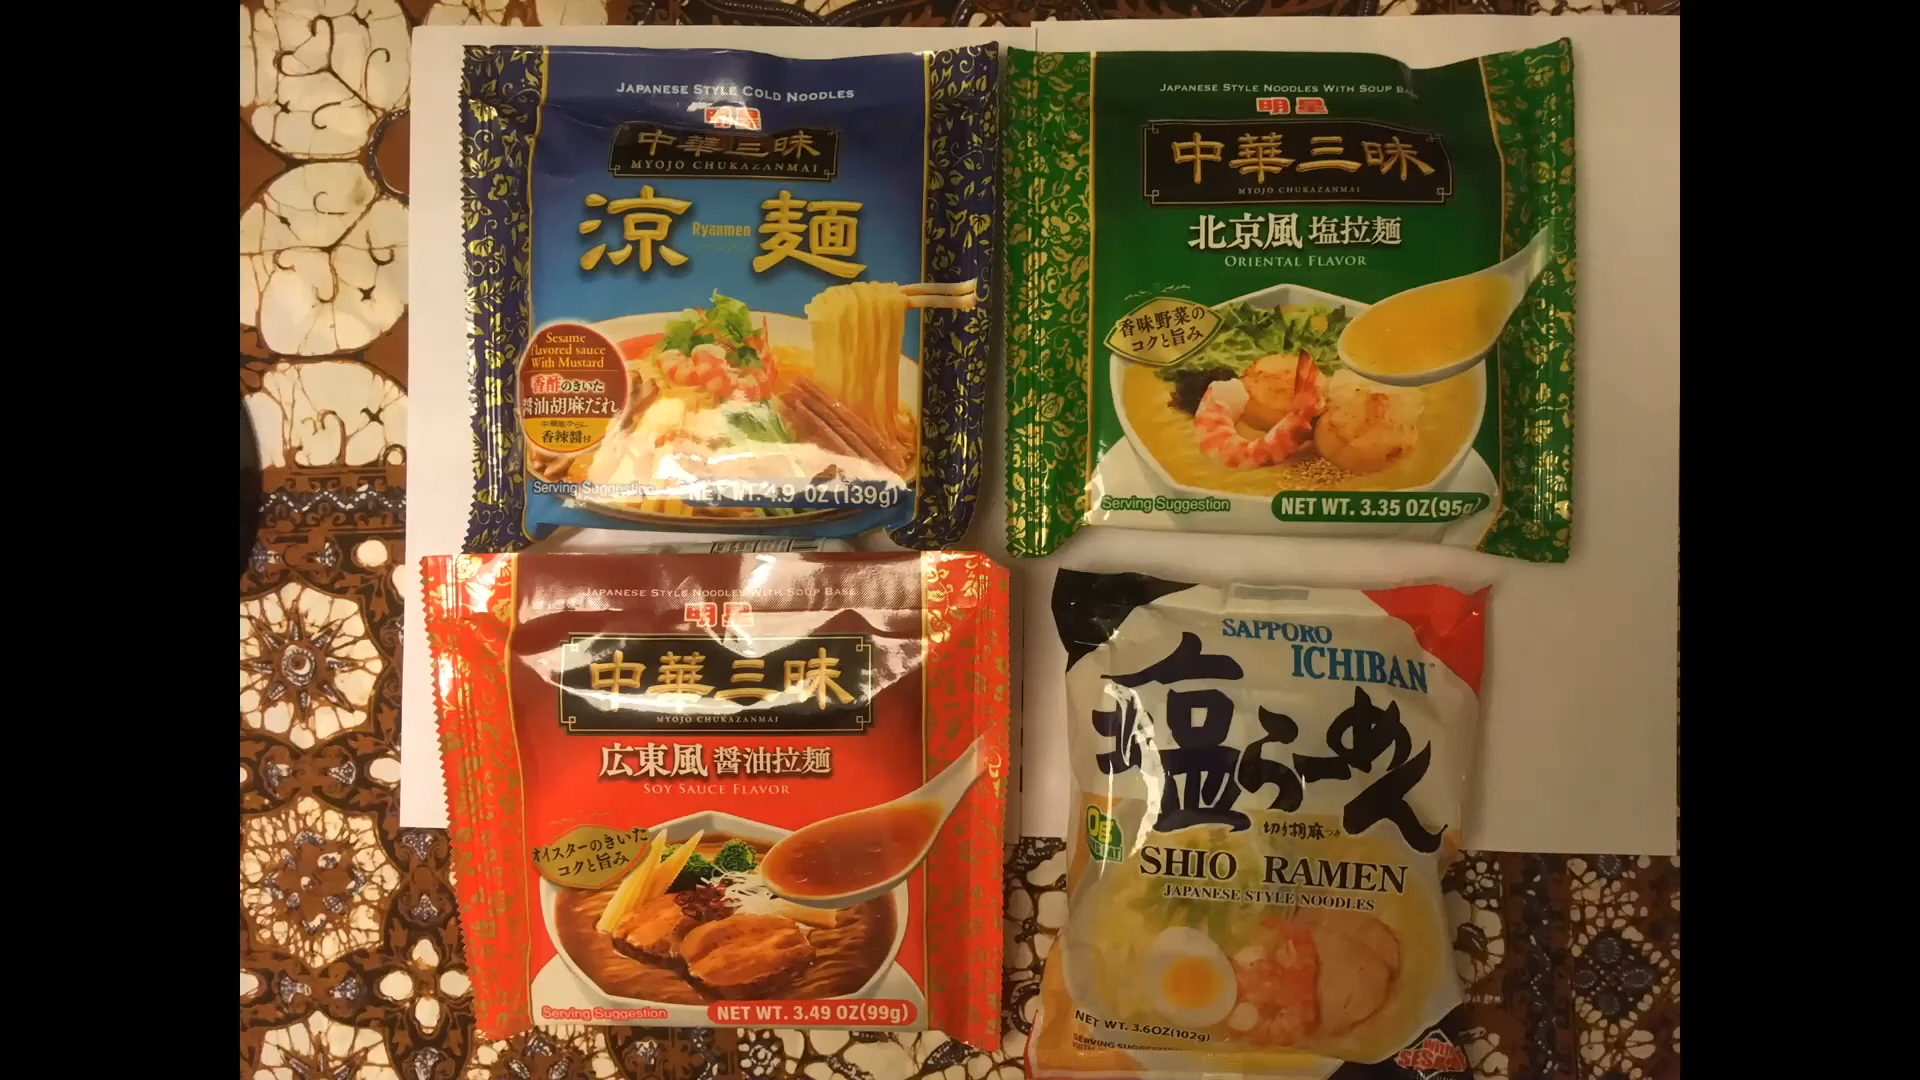 JAPANESE STYLE COLD NOODLES
明星
中華三昧
MYOJO CHUKAZANMAI
涼麺
Ryanmen
Sesame
flavored sauce
With Mustard
香酢のきいた
醤油胡麻だれ
香辣醤付
Serving Suggestion
NET WT. 4.9 OZ (139g)
JAPANESE STYLE NOODLES WITH SOUP
明星
中華三昧
MYOJO CHUKAZANMAI
北京風 塩拉麺
ORIENTAL FLAVOR
香味野菜の
コクと旨み
Serving Suggestion
NET WT. 3.35 OZ(95g)
JAPANESE STYLE NOODLES WITH SOUP BASE
明星
中華三昧
MYOJO CHUKAZANMAI
広東風 醤油拉麺
SOY SAUCE FLAVOR
オイスターのきいた
コクと旨み
Serving Suggestion
NET WT. 3.49 OZ(99g)
SAPPORO
ICHIBAN
塩らーめん
切り胡麻つき
0g
SHIO RAMEN
JAPANESE STYLE NOODLES
NET WT. 3.6OZ(102g)
SERVING SUGGESTION